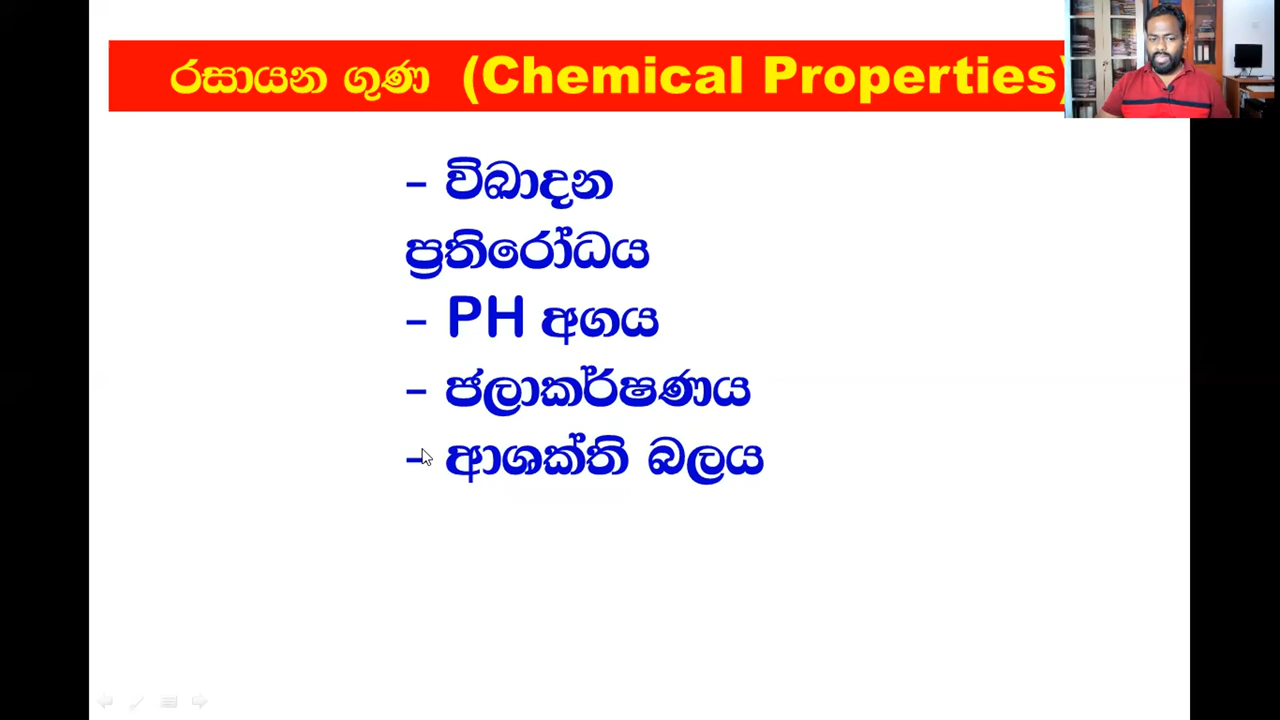 රසායන ගුණ (Chemical Properties)
– විඛාදන
ප්‍රතිරෝධය
– PH අගය
– ජලාකර්ෂණය
– ආශක්ති බලය